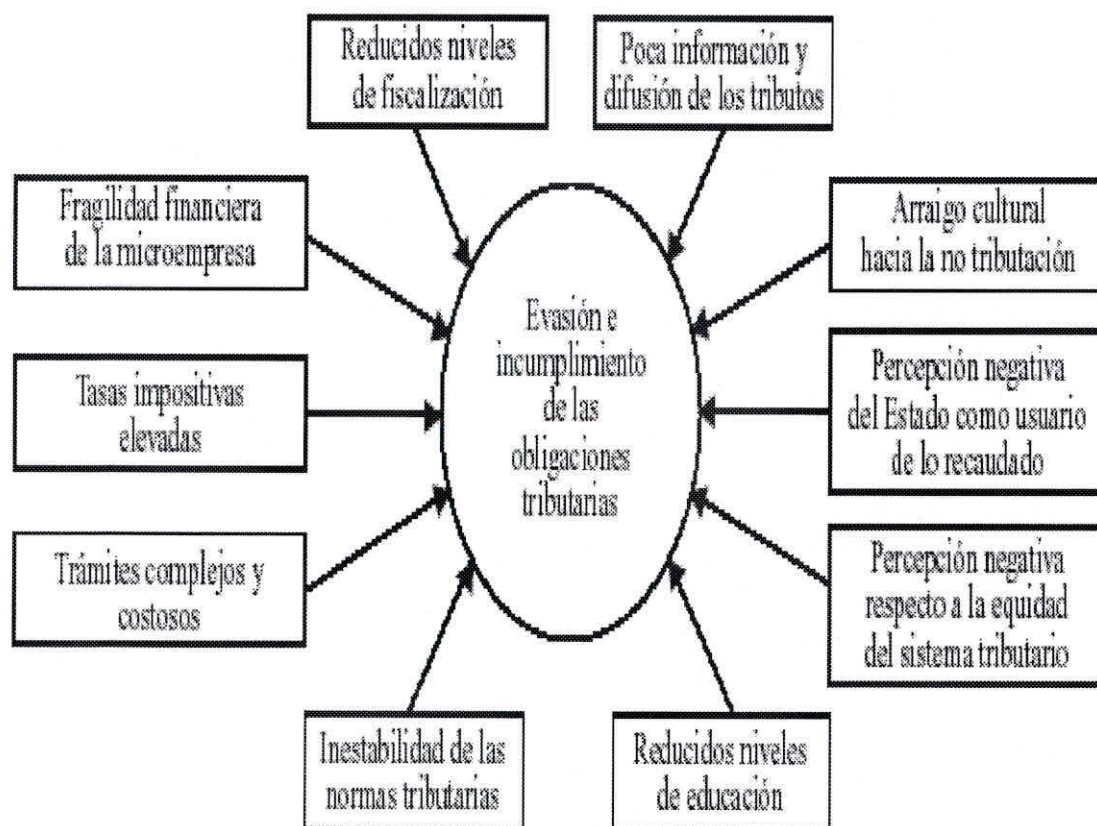 Reducidos niveles
de fiscalización
Poca información y
difusión de los tributos
Fragilidad financiera
de la microempresa
Arraigo cultural
hacia la no tributación
Evasión e
incumplimiento
de las
obligaciones
tributarias
Tasas impositivas
elevadas
Percepción negativa
del Estado como usuario
de lo recaudado
Trámites complejos y
costosos
Percepción negativa
respecto a la equidad
del sistema tributario
Inestabilidad de las
normas tributarias
Reducidos niveles
de educación